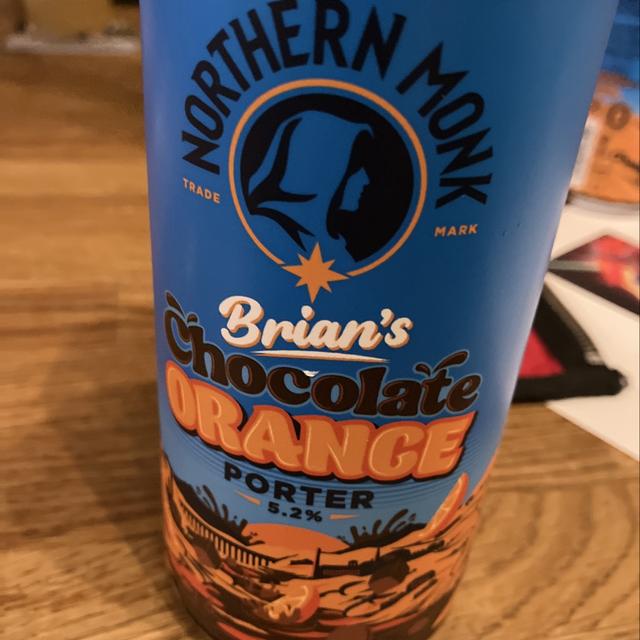 NORTHERN MONK
TRADE
MARK
Brian's
Chocolate
ORANGE
PORTER
5.2%